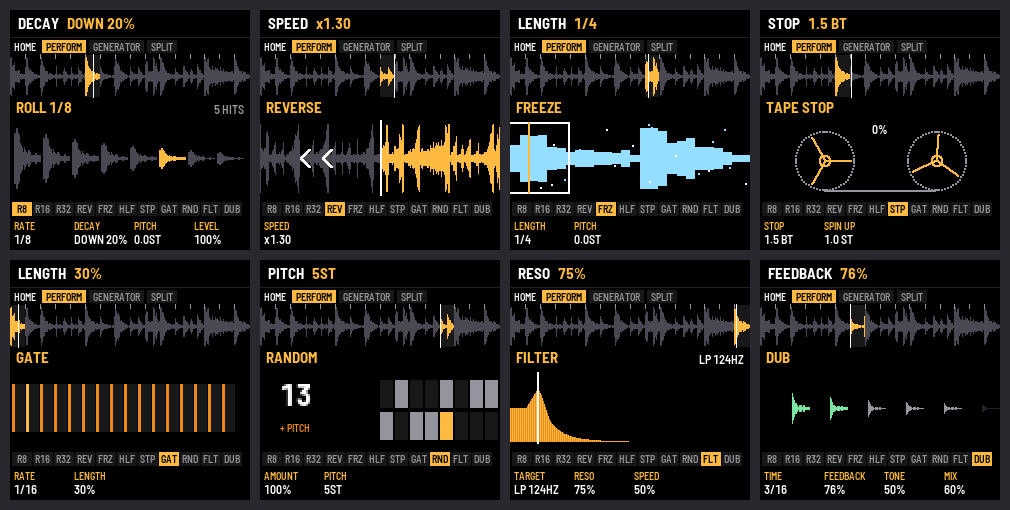 DECAY DOWN 20%
HOME PERFORM GENERATOR SPLIT
ROLL 1/8 5 HITS
R8 R16 R32 REV FRZ HLF STP GAT RND FLT DUB
RATE DECAY PITCH LEVEL
1/8 DOWN 20% 0.0ST 100%
SPEED x1.30
HOME PERFORM GENERATOR SPLIT
REVERSE
R8 R16 R32 REV FRZ HLF STP GAT RND FLT DUB
SPEED
x1.30
LENGTH 1/4
HOME PERFORM GENERATOR SPLIT
FREEZE
R8 R16 R32 REV FRZ HLF STP GAT RND FLT DUB
LENGTH PITCH
1/4 0.0ST
STOP 1.5 BT
HOME PERFORM GENERATOR SPLIT
TAPE STOP
0%
R8 R16 R32 REV FRZ HLF STP GAT RND FLT DUB
STOP SPIN UP
1.5 BT 1.0 ST
LENGTH 30%
HOME PERFORM GENERATOR SPLIT
GATE
R8 R16 R32 REV FRZ HLF STP GAT RND FLT DUB
RATE LENGTH
1/16 30%
PITCH 5ST
HOME PERFORM GENERATOR SPLIT
RANDOM
13
+ PITCH
R8 R16 R32 REV FRZ HLF STP GAT RND FLT DUB
AMOUNT PITCH
100% 5ST
RESO 75%
HOME PERFORM GENERATOR SPLIT
FILTER LP 124HZ
R8 R16 R32 REV FRZ HLF STP GAT RND FLT DUB
TARGET RESO SPEED
LP 124HZ 75% 50%
FEEDBACK 76%
HOME PERFORM GENERATOR SPLIT
DUB
R8 R16 R32 REV FRZ HLF STP GAT RND FLT DUB
TIME FEEDBACK TONE MIX
3/16 76% 50% 60%